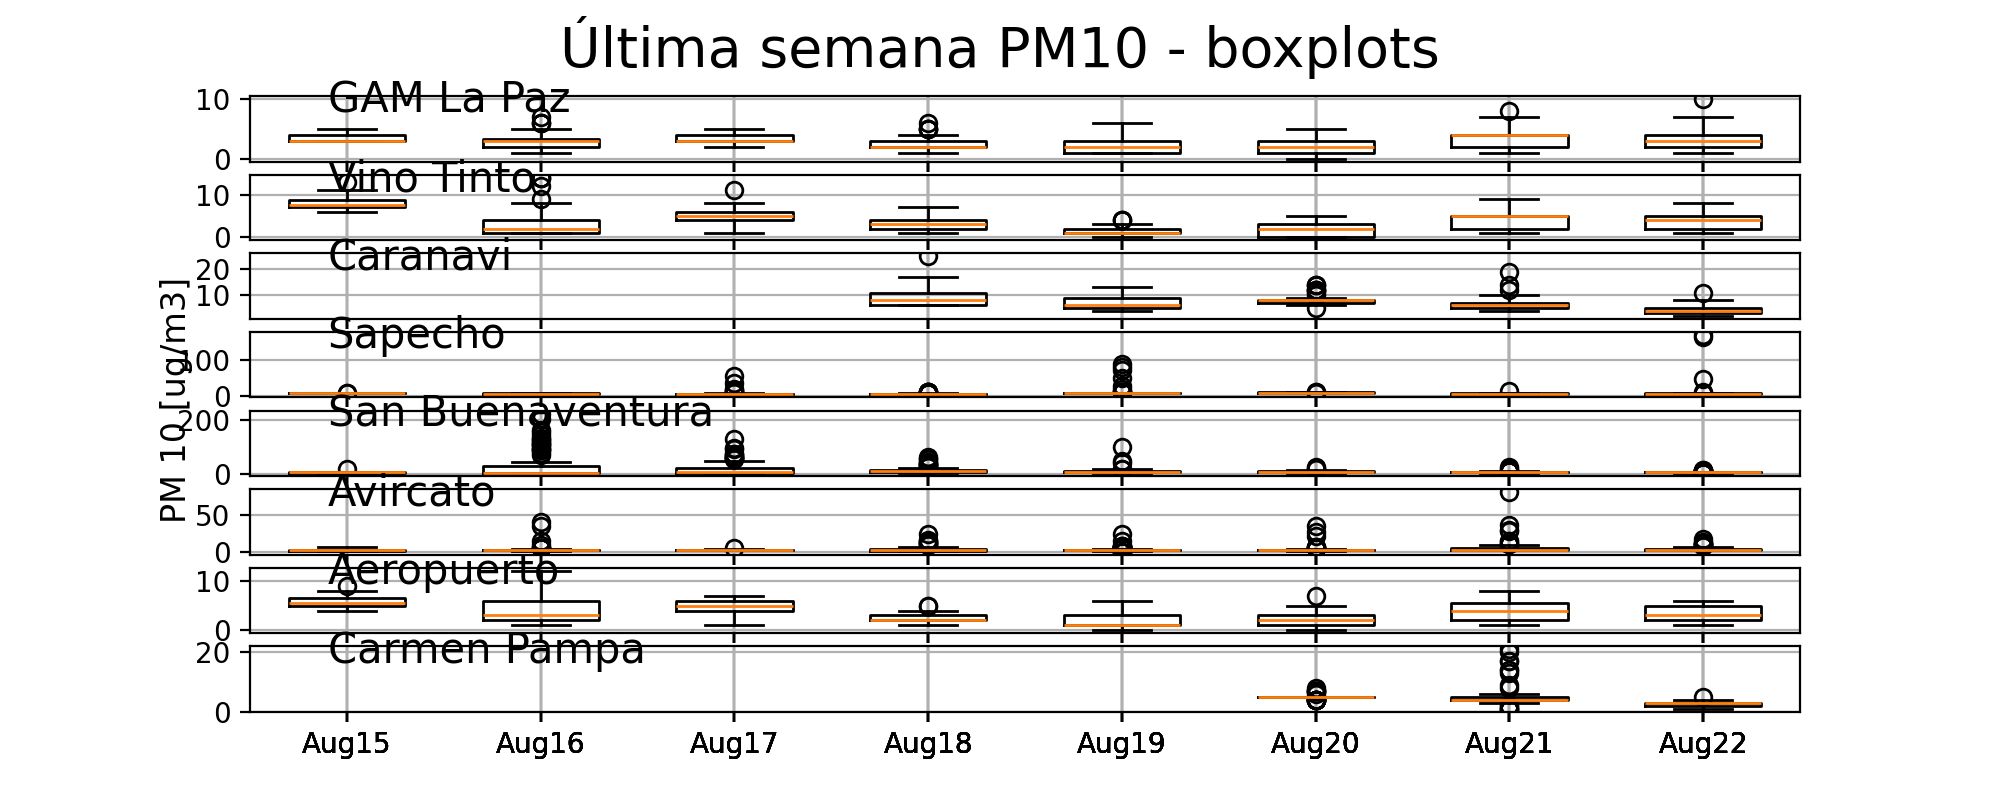 Última semana PM10 - boxplots
PM 10 [ug/m3]
GAM La Paz
10
0
Vino Tinto
10
0
Caranavi
20
10
Sapecho
100
0
San Buenaventura
200
0
Avircato
50
0
Aeropuerto
10
0
Carmen Pampa
20
0
Aug15 Aug16 Aug17 Aug18 Aug19 Aug20 Aug21 Aug22